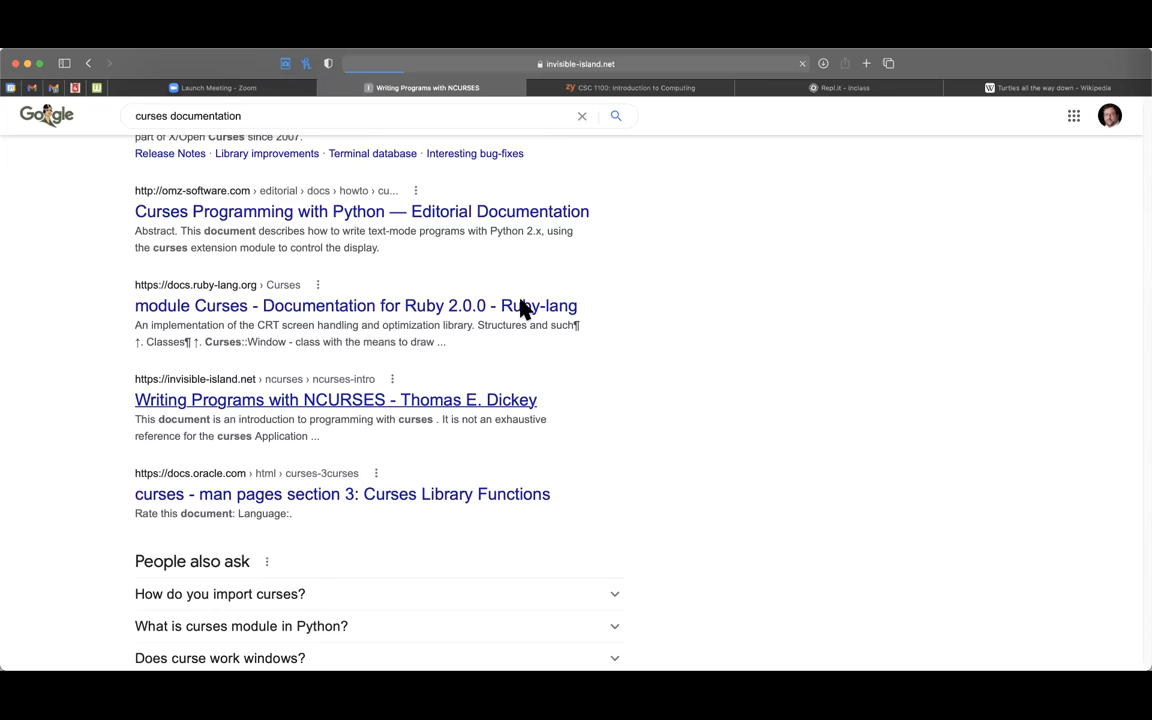 invisible-island.net
Launch Meeting - Zoom
Writing Programs with NCURSES
CSC 1100: Introduction to Computing
Repl.it - Inclass
Turtles all the way down - Wikipedia
curses documentation
part of X/Open Curses since 2007.
Release Notes · Library improvements · Terminal database · Interesting bug-fixes
http://omz-software.com › editorial › docs › howto › cu...
Curses Programming with Python — Editorial Documentation
Abstract. This document describes how to write text-mode programs with Python 2.x, using
the curses extension module to control the display.
https://docs.ruby-lang.org › Curses
module Curses - Documentation for Ruby 2.0.0 - Ruby-lang
An implementation of the CRT screen handling and optimization library. Structures and such¶
↑. Classes¶ ↑. Curses::Window - class with the means to draw ...
https://invisible-island.net › ncurses › ncurses-intro
Writing Programs with NCURSES - Thomas E. Dickey
This document is an introduction to programming with curses . It is not an exhaustive
reference for the curses Application ...
https://docs.oracle.com › html › curses-3curses
curses - man pages section 3: Curses Library Functions
Rate this document: Language:.
People also ask
How do you import curses?
What is curses module in Python?
Does curse work windows?